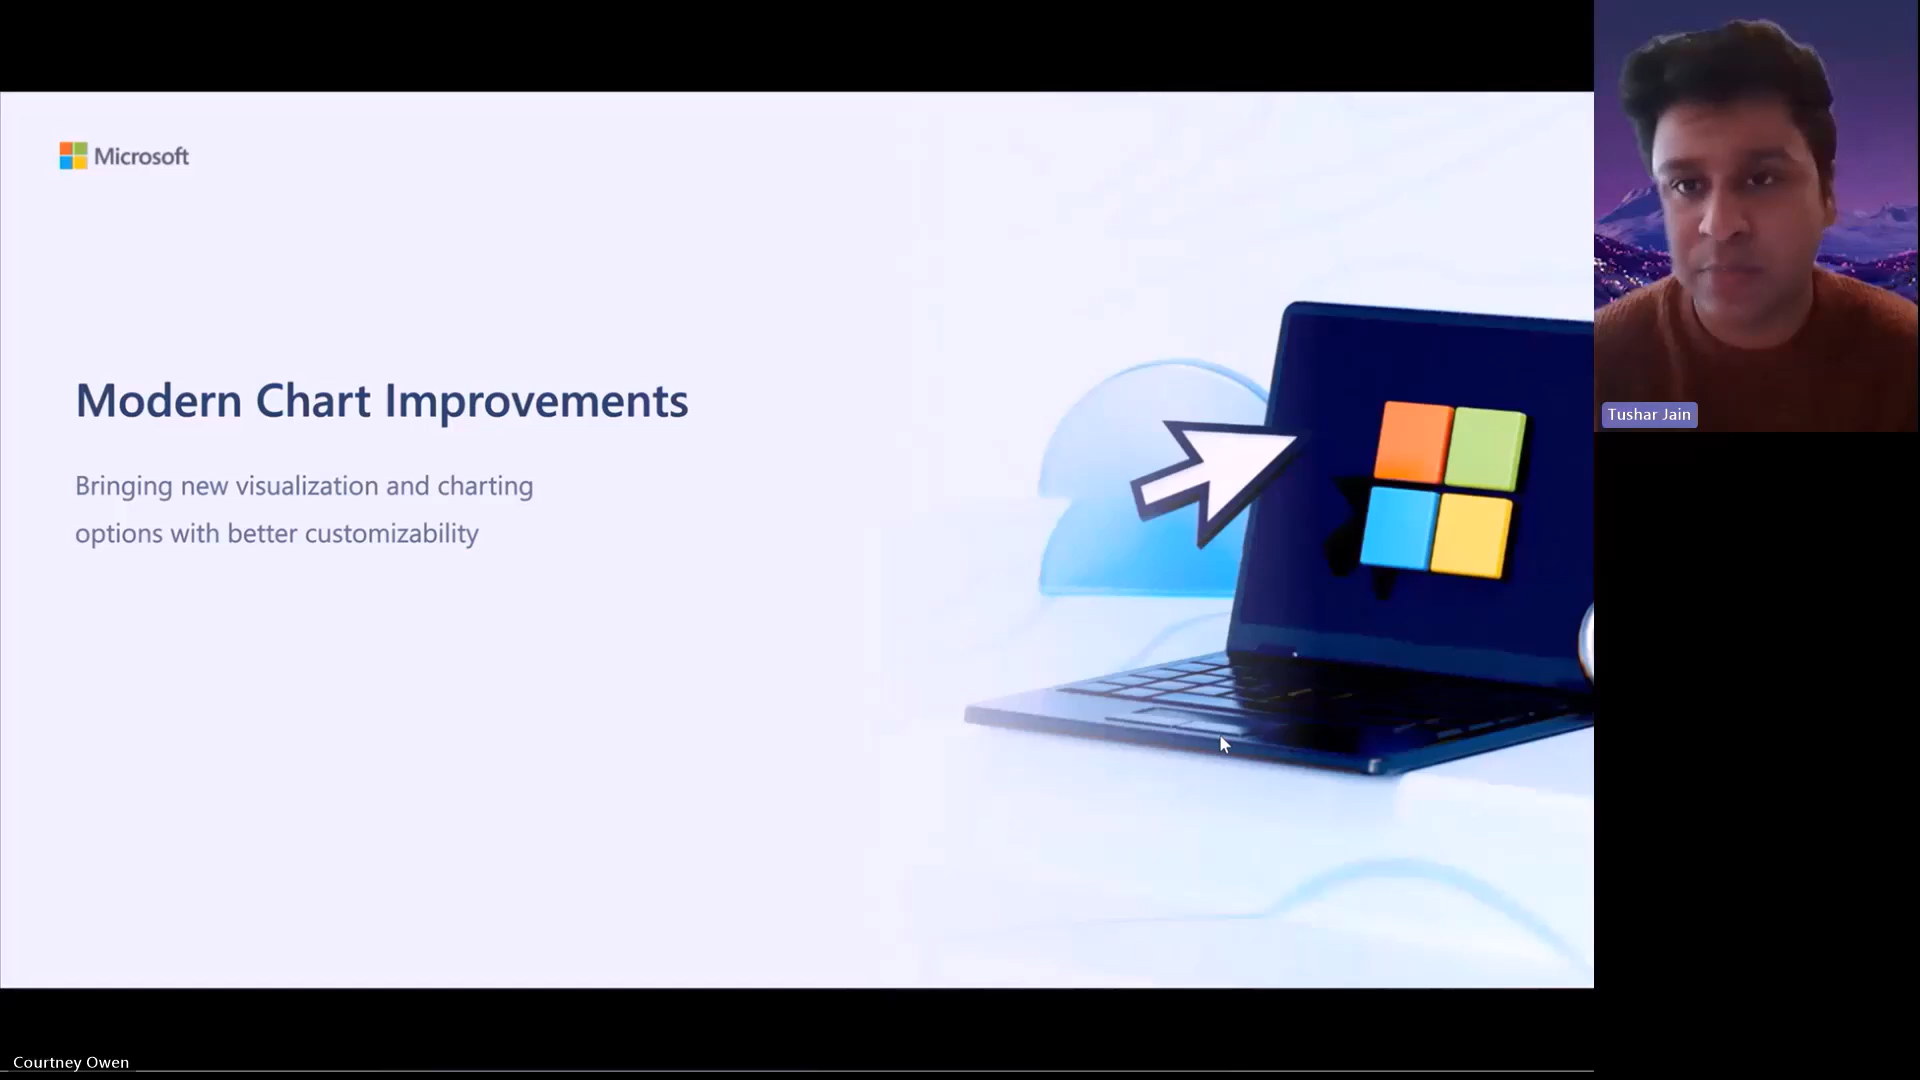 Microsoft
Modern Chart Improvements
Bringing new visualization and charting
options with better customizability
Tushar Jain
Courtney Owen